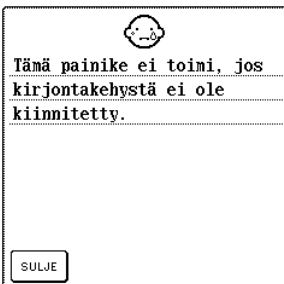 Tämä painike ei toimi, jos
kirjontakehystä ei ole
kiinnitetty.
SULJE